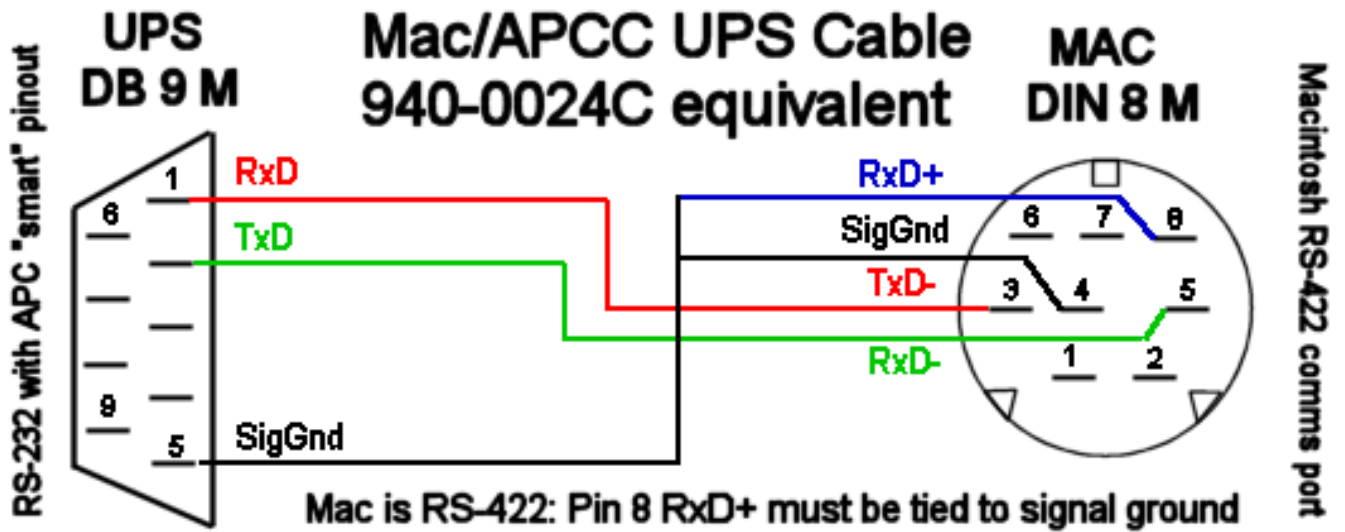 UPS
DB 9 M
Mac/APCC UPS Cable
940-0024C equivalent
MAC
DIN 8 M
RS-232 with APC "smart" pinout
Macintosh RS-422 comms port
1
RxD
6
TxD
9
5
SigGnd
RxD+
SigGnd
TxD-
RxD-
6
7
8
3
4
5
1
2
Mac is RS-422: Pin 8 RxD+ must be tied to signal ground